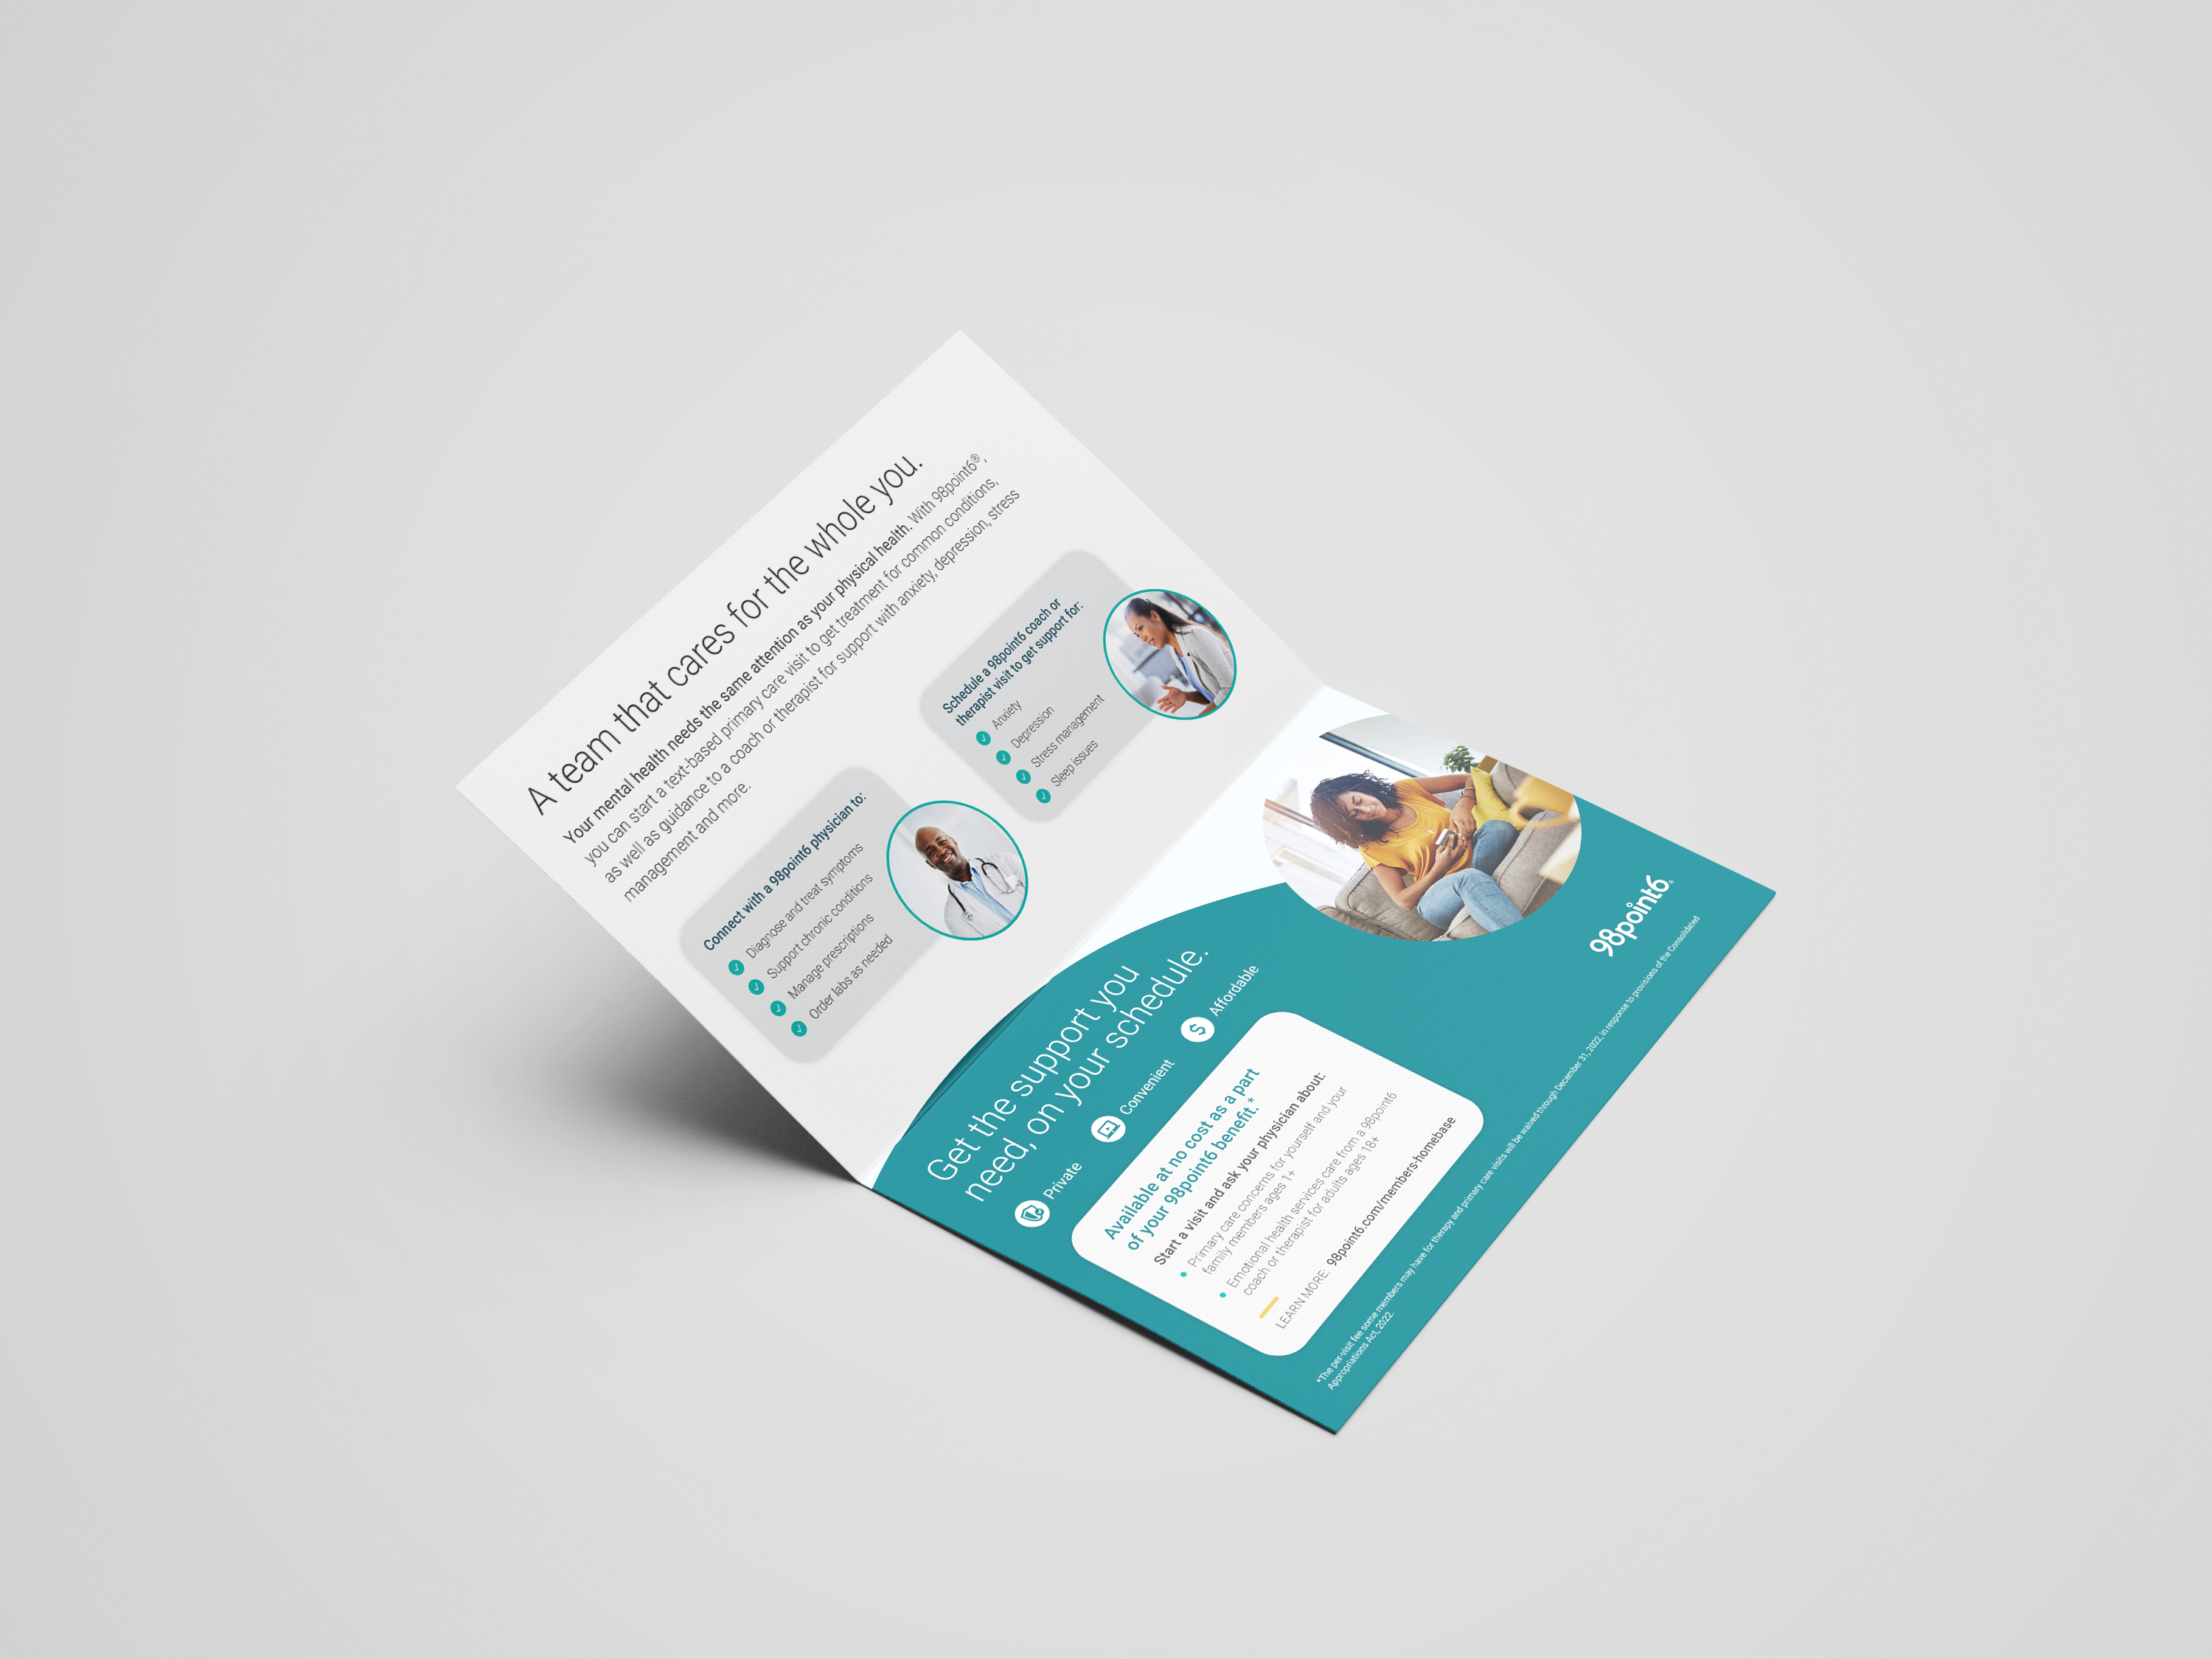 A team that cares for the whole you.
Your mental health needs the same attention as your physical health. With 98point6®,
you can start a text-based primary care visit to get treatment for common conditions,
as well as guidance to a coach or therapist for support with anxiety, depression, stress
management and more.
Connect with a 98point6 physician to:
Diagnose and treat symptoms
Support chronic conditions
Manage prescriptions
Order labs as needed
Schedule a 98point6 coach or
therapist visit to get support for:
Anxiety
Depression
Stress management
Sleep issues
Get the support you
need, on your schedule.
Private
Convenient
$ Affordable
Available at no cost as a part
of your 98point6 benefit.*
Start a visit and ask your physician about:
• Primary care concerns for yourself and your
family members ages 1+
• Emotional health services care from a 98point6
coach or therapist for adults ages 18+
LEARN MORE: 98point6.com/members-homebase
98point6®
*The per-visit fee some members may have for therapy and primary care visits will be waived through December 31, 2022, in response to provisions of the Consolidated
Appropriations Act, 2022.